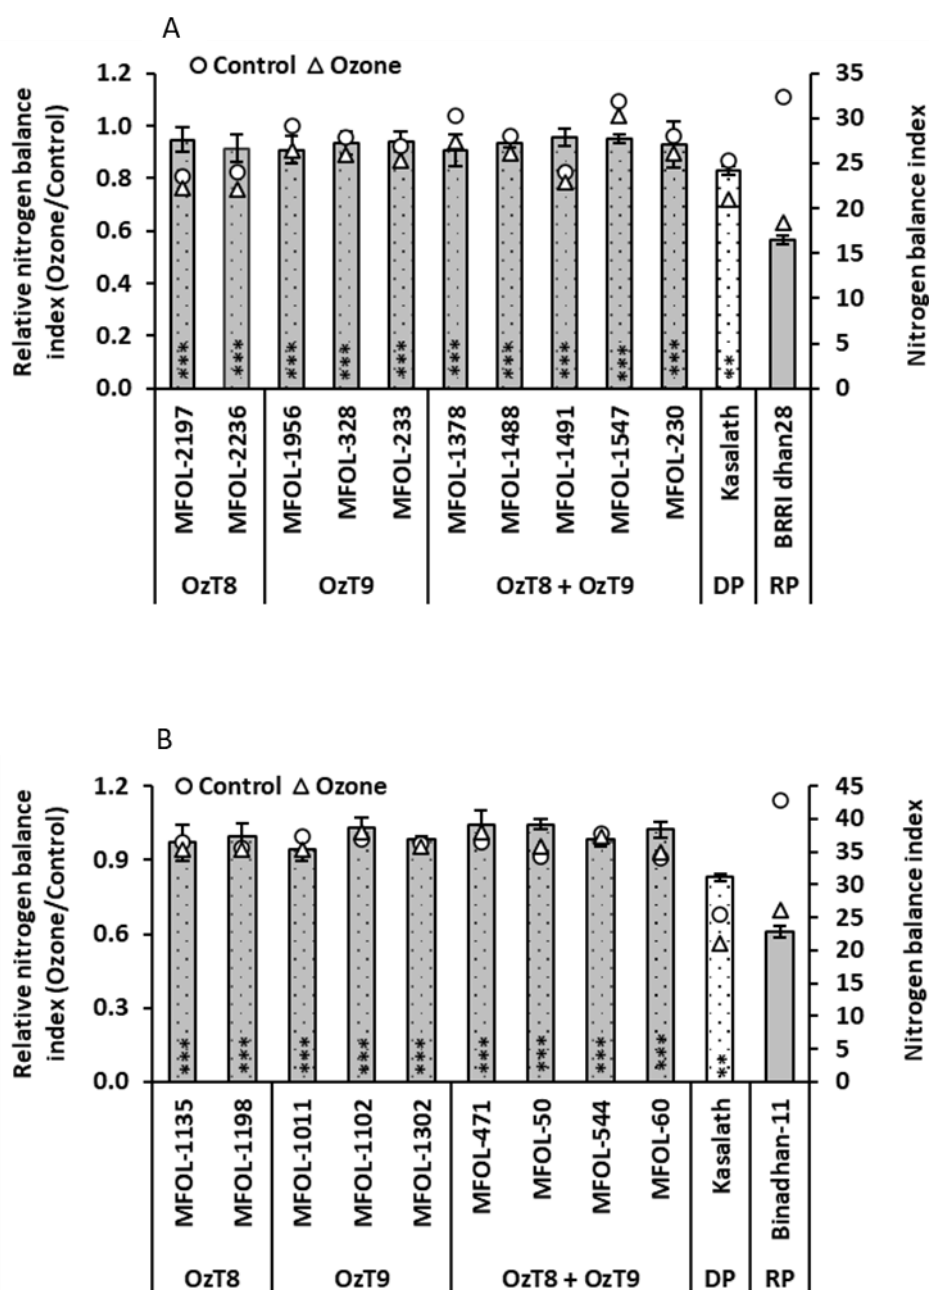 A
Control Ozone
Relative nitrogen balance
index (Ozone/Control)
1.2
1.0
0.8
0.6
0.4
0.2
0.0
35
30
25
20
15
10
5
0
Nitrogen balance index
*** *** *** *** *** *** *** *** *** *** **
MFOL-2197
MFOL-2236
MFOL-1956
MFOL-328
MFOL-233
MFOL-1378
MFOL-1488
MFOL-1491
MFOL-1547
MFOL-230
Kasalath
BRRI dhan28
OzT8 OzT9 OzT8 + OzT9 DP RP
B
Control Ozone
Relative nitrogen balance
index (Ozone/Control)
1.2
0.9
0.6
0.3
0.0
45
40
35
30
25
20
15
10
5
0
Nitrogen balance index
*** *** *** *** *** *** *** *** *** **
MFOL-1135
MFOL-1198
MFOL-1011
MFOL-1102
MFOL-1302
MFOL-471
MFOL-50
MFOL-544
MFOL-60
Kasalath
Binadhan-11
OzT8 OzT9 OzT8 + OzT9 DP RP